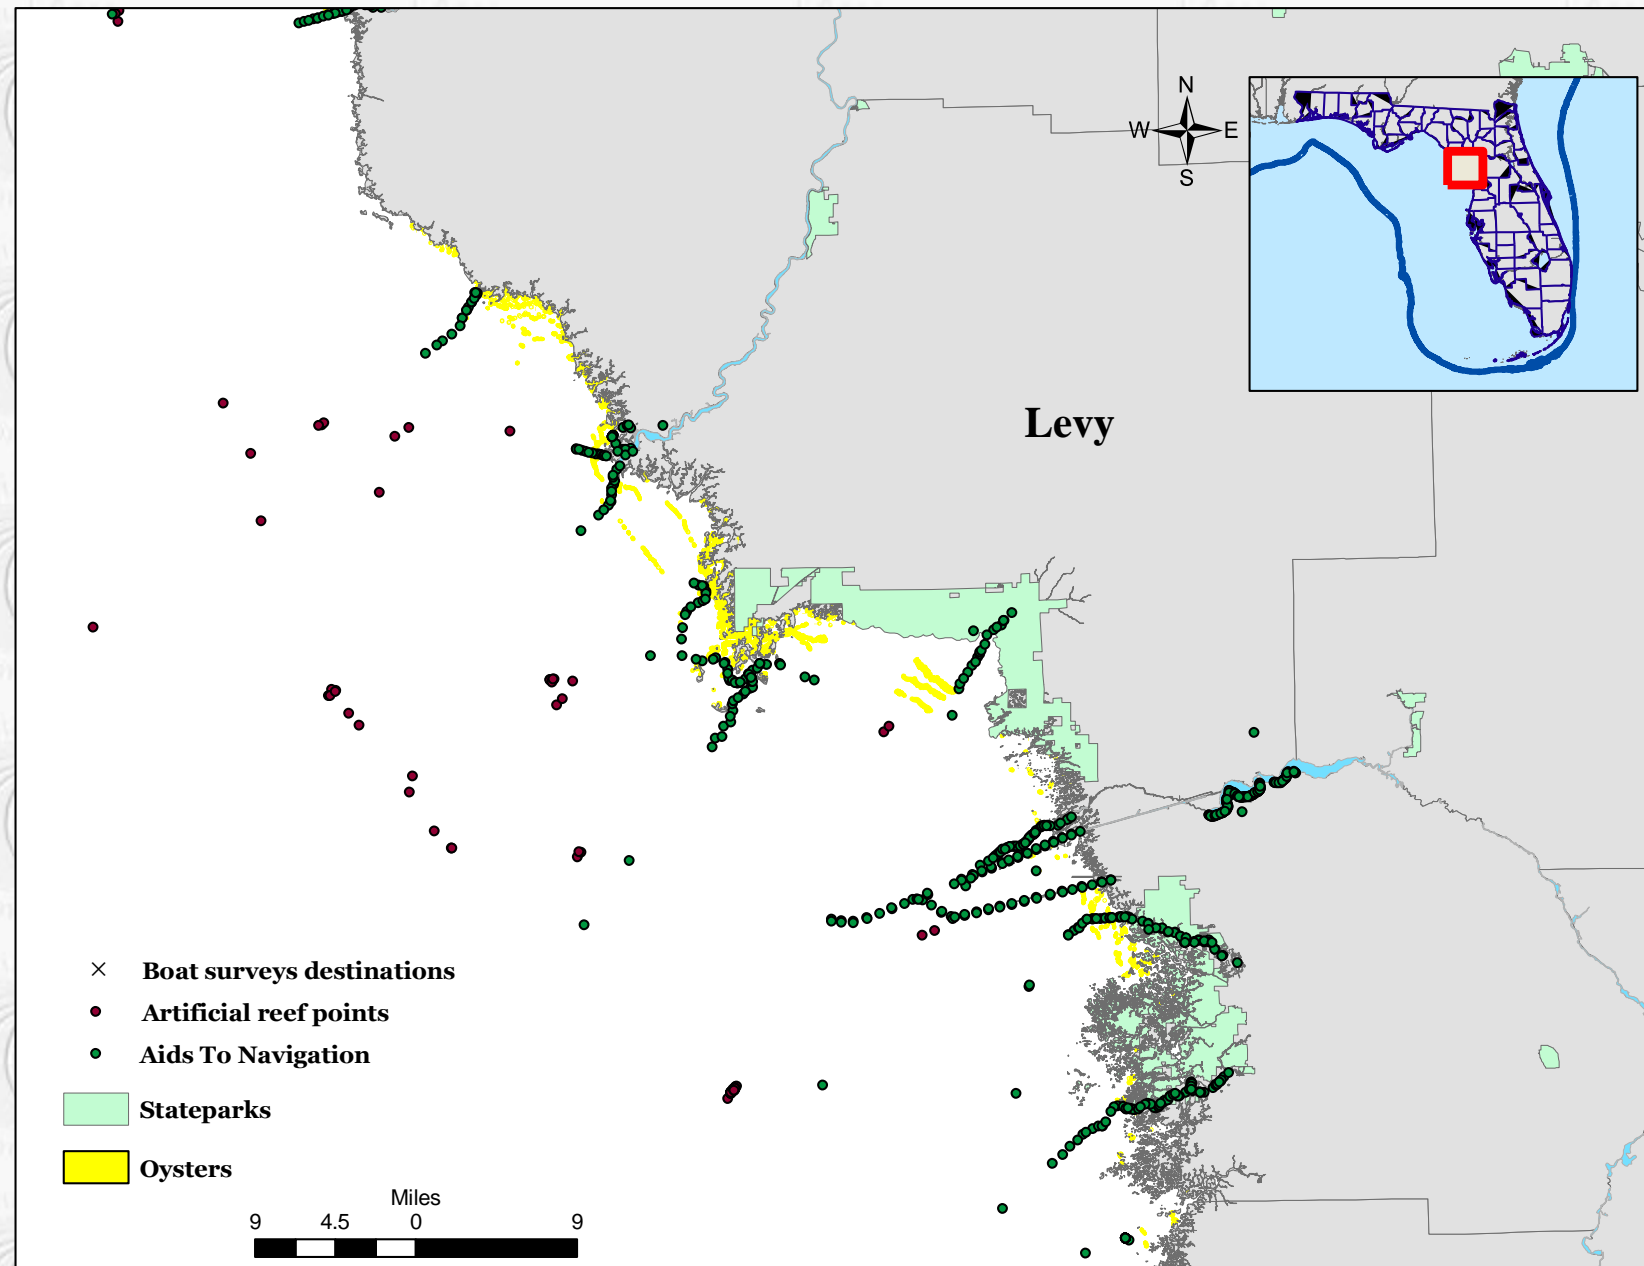 N
W E
S
Levy
Boat surveys destinations
Artificial reef points
Aids To Navigation
Stateparks
Oysters
Miles
9 4.5 0 9